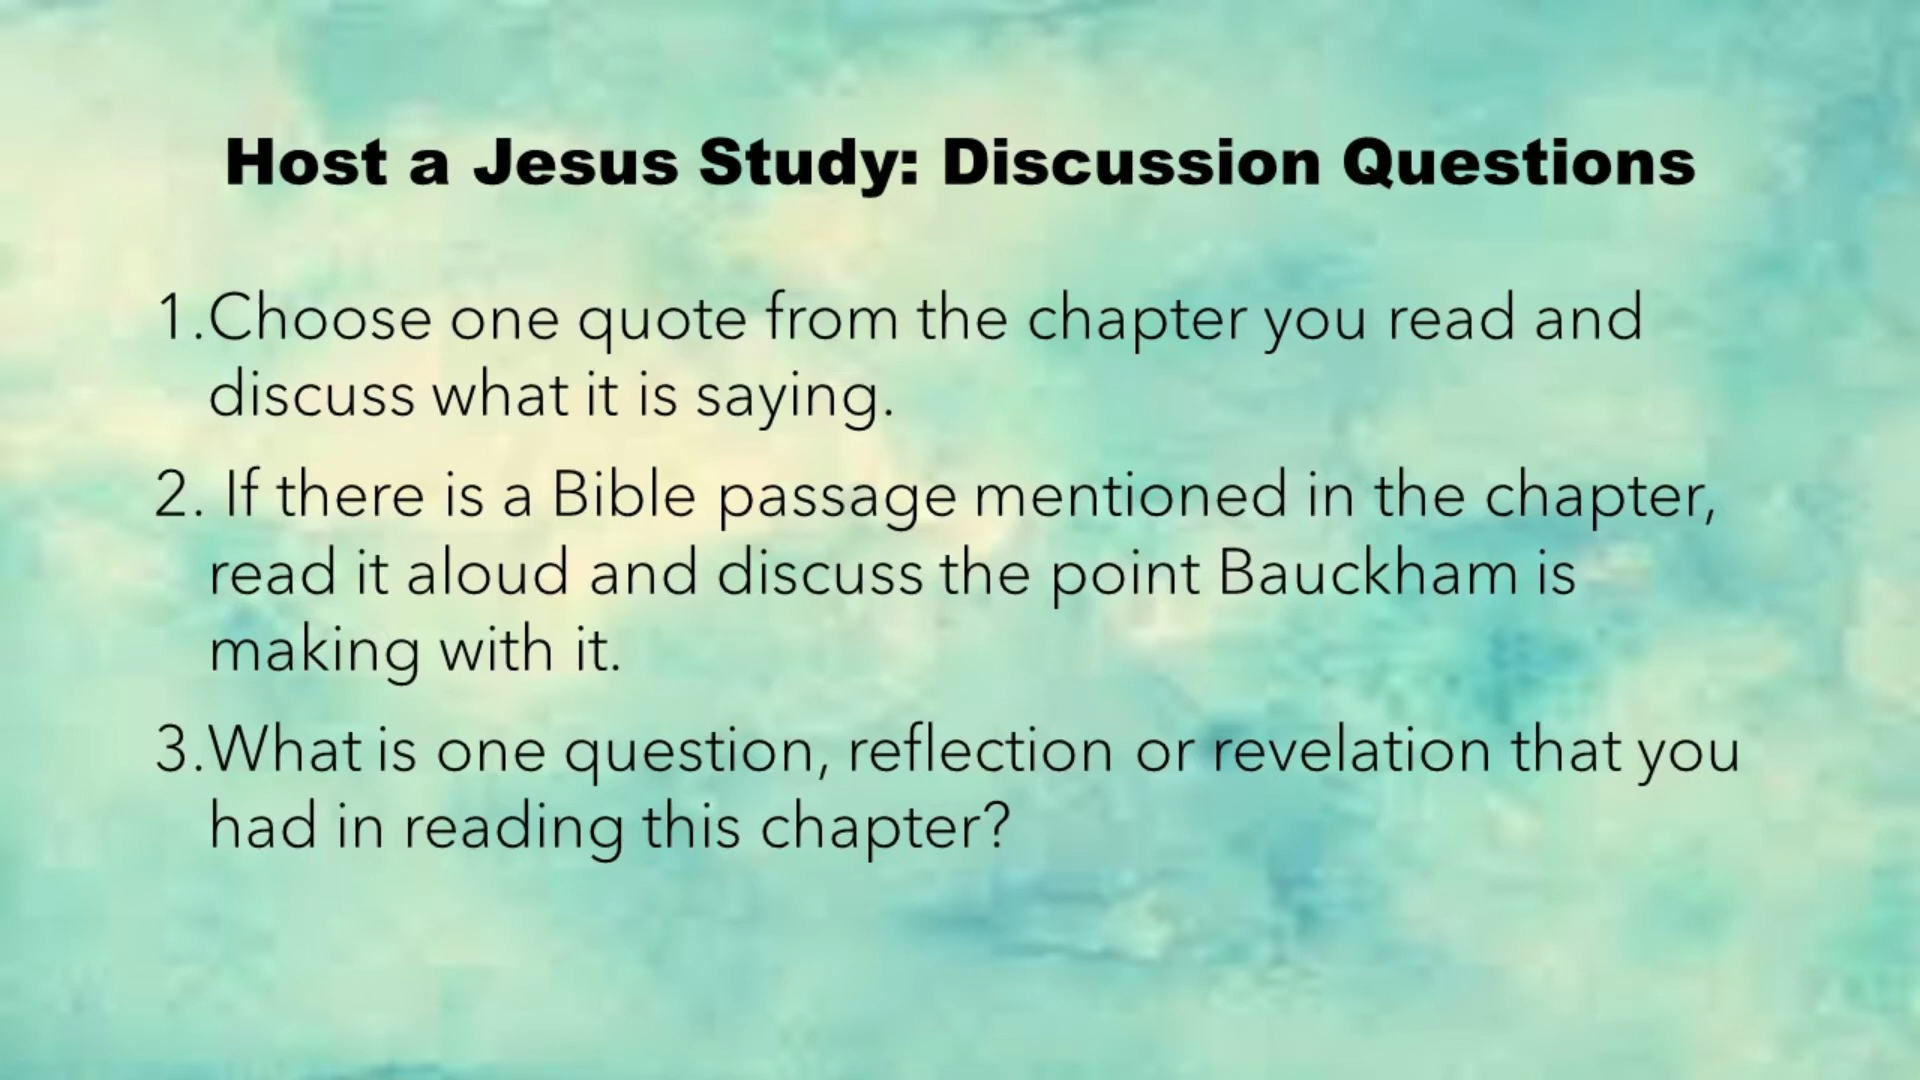 Host a Jesus Study: Discussion Questions
1.Choose one quote from the chapter you read and
discuss what it is saying.
2. If there is a Bible passage mentioned in the chapter,
read it aloud and discuss the point Bauckham is
making with it.
3.What is one question, reflection or revelation that you
had in reading this chapter?